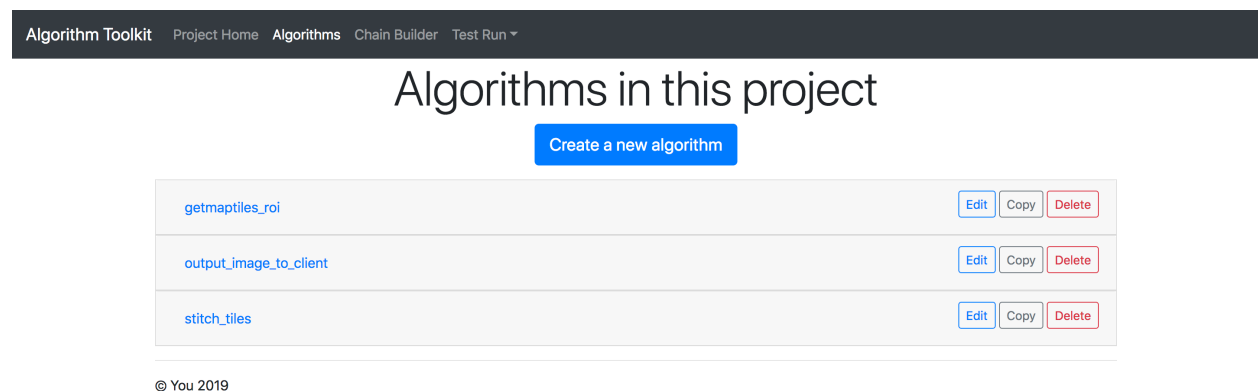 Algorithm Toolkit Project Home Algorithms Chain Builder Test Run
Algorithms in this project
Create a new algorithm
getmaptiles_roi Edit Copy Delete
output_image_to_client Edit Copy Delete
stitch_tiles Edit Copy Delete
© You 2019